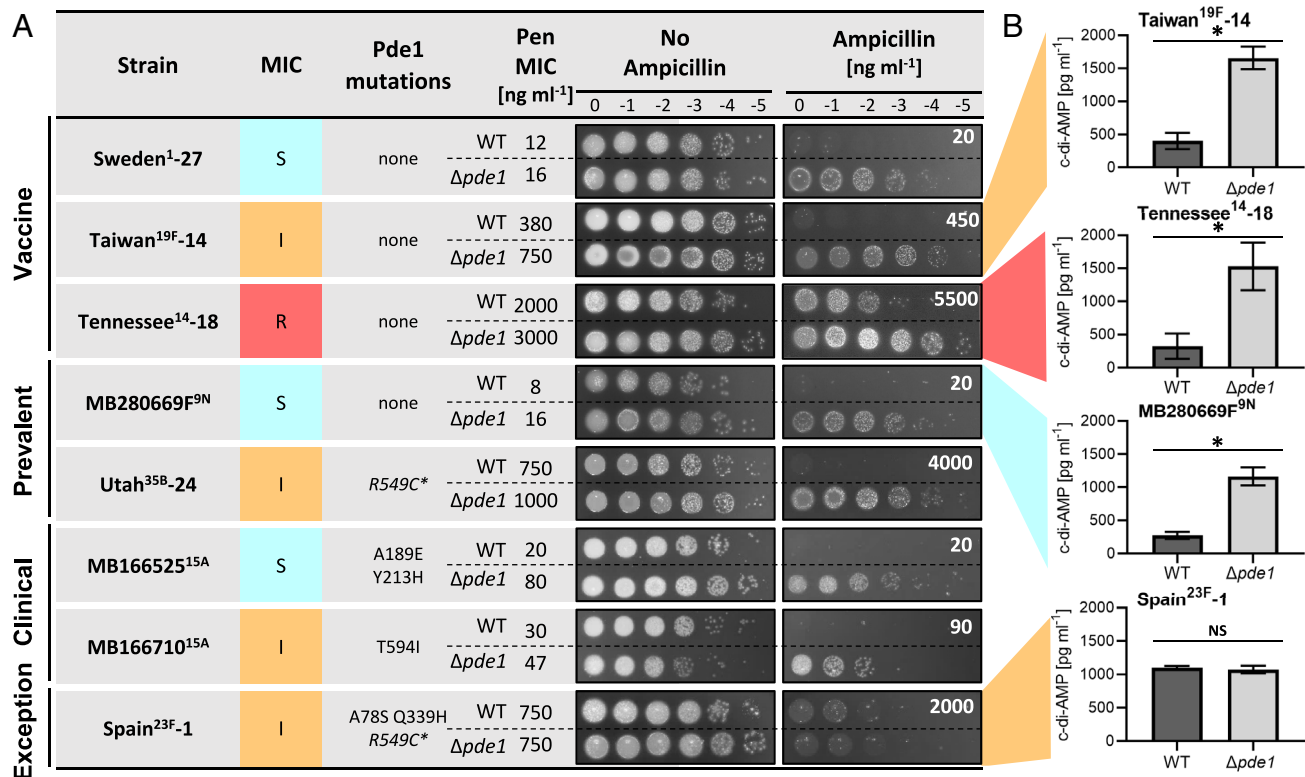 A
Strain
MIC
Pde1
mutations
Pen
MIC
[ng ml⁻¹]
No
Ampicillin
0 -1 -2 -3 -4 -5
Ampicillin
[ng ml⁻¹]
0 -1 -2 -3 -4 -5
Vaccine
Sweden¹-27
S
none
WT 12
Δpde1 16
20
Taiwan¹⁹ᶠ-14
I
none
WT 380
Δpde1 750
450
Tennessee¹⁴-18
R
none
WT 2000
Δpde1 3000
5500
Prevalent
MB280669F⁹ᴺ
S
none
WT 8
Δpde1 16
20
Utah³⁵ᴮ-24
I
R549C*
WT 750
Δpde1 1000
4000
Clinical
MB166525¹⁵ᴬ
S
A189E
Y213H
WT 20
Δpde1 80
20
MB166710¹⁵ᴬ
I
T594I
WT 30
Δpde1 47
90
Exception
Spain²³ᶠ-1
I
A78S Q339H
R549C*
WT 750
Δpde1 750
2000
B
Taiwan¹⁹ᶠ-14
*
c-di-AMP [pg ml⁻¹]
2000
1500
1000
500
0
WT Δpde1
Tennessee¹⁴-18
*
c-di-AMP [pg ml⁻¹]
2000
1500
1000
500
0
WT Δpde1
MB280669F⁹ᴺ
*
c-di-AMP [pg ml⁻¹]
2000
1500
1000
500
0
WT Δpde1
Spain²³ᶠ-1
NS
c-di-AMP [pg ml⁻¹]
2000
1500
1000
500
0
WT Δpde1